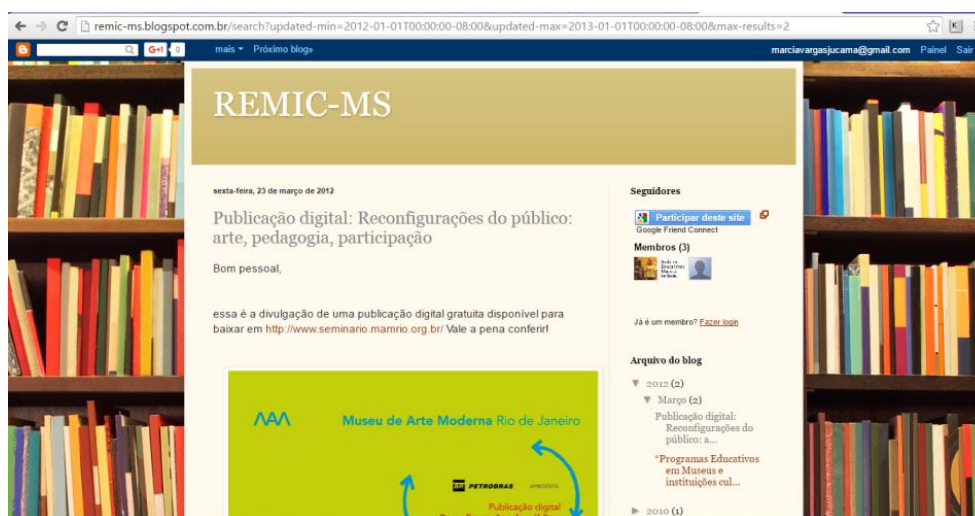 remic-ms.blogspot.com.br/search?updated-min=2012-01-01T00:00:00-08:00&updated-max=2013-01-01T00:00:00-08:00&max-results=2
G+1 0 mais Próximo blog» marciavargasjucama@gmail.com Painel Sair
REMIC-MS
sexta-feira, 23 de março de 2012
Publicação digital: Reconfigurações do público:
arte, pedagogia, participação
Bom pessoal,
essa é a divulgação de uma publicação digital gratuita disponível para
baixar em http://www.seminario.mamrio.org.br/ Vale a pena conferir!
Museu de Arte Moderna Rio de Janeiro
PETROBRAS APRESENTA
Publicação digital
Seguidores
Participar deste site
Google Friend Connect
Membros (3)
Já é um membro? Fazer login
Arquivo do blog
▼ 2012 (2)
▼ Março (2)
Publicação digital:
Reconfigurações do
público: a...
"Programas Educativos
em Museus e
instituições cul...
► 2010 (1)